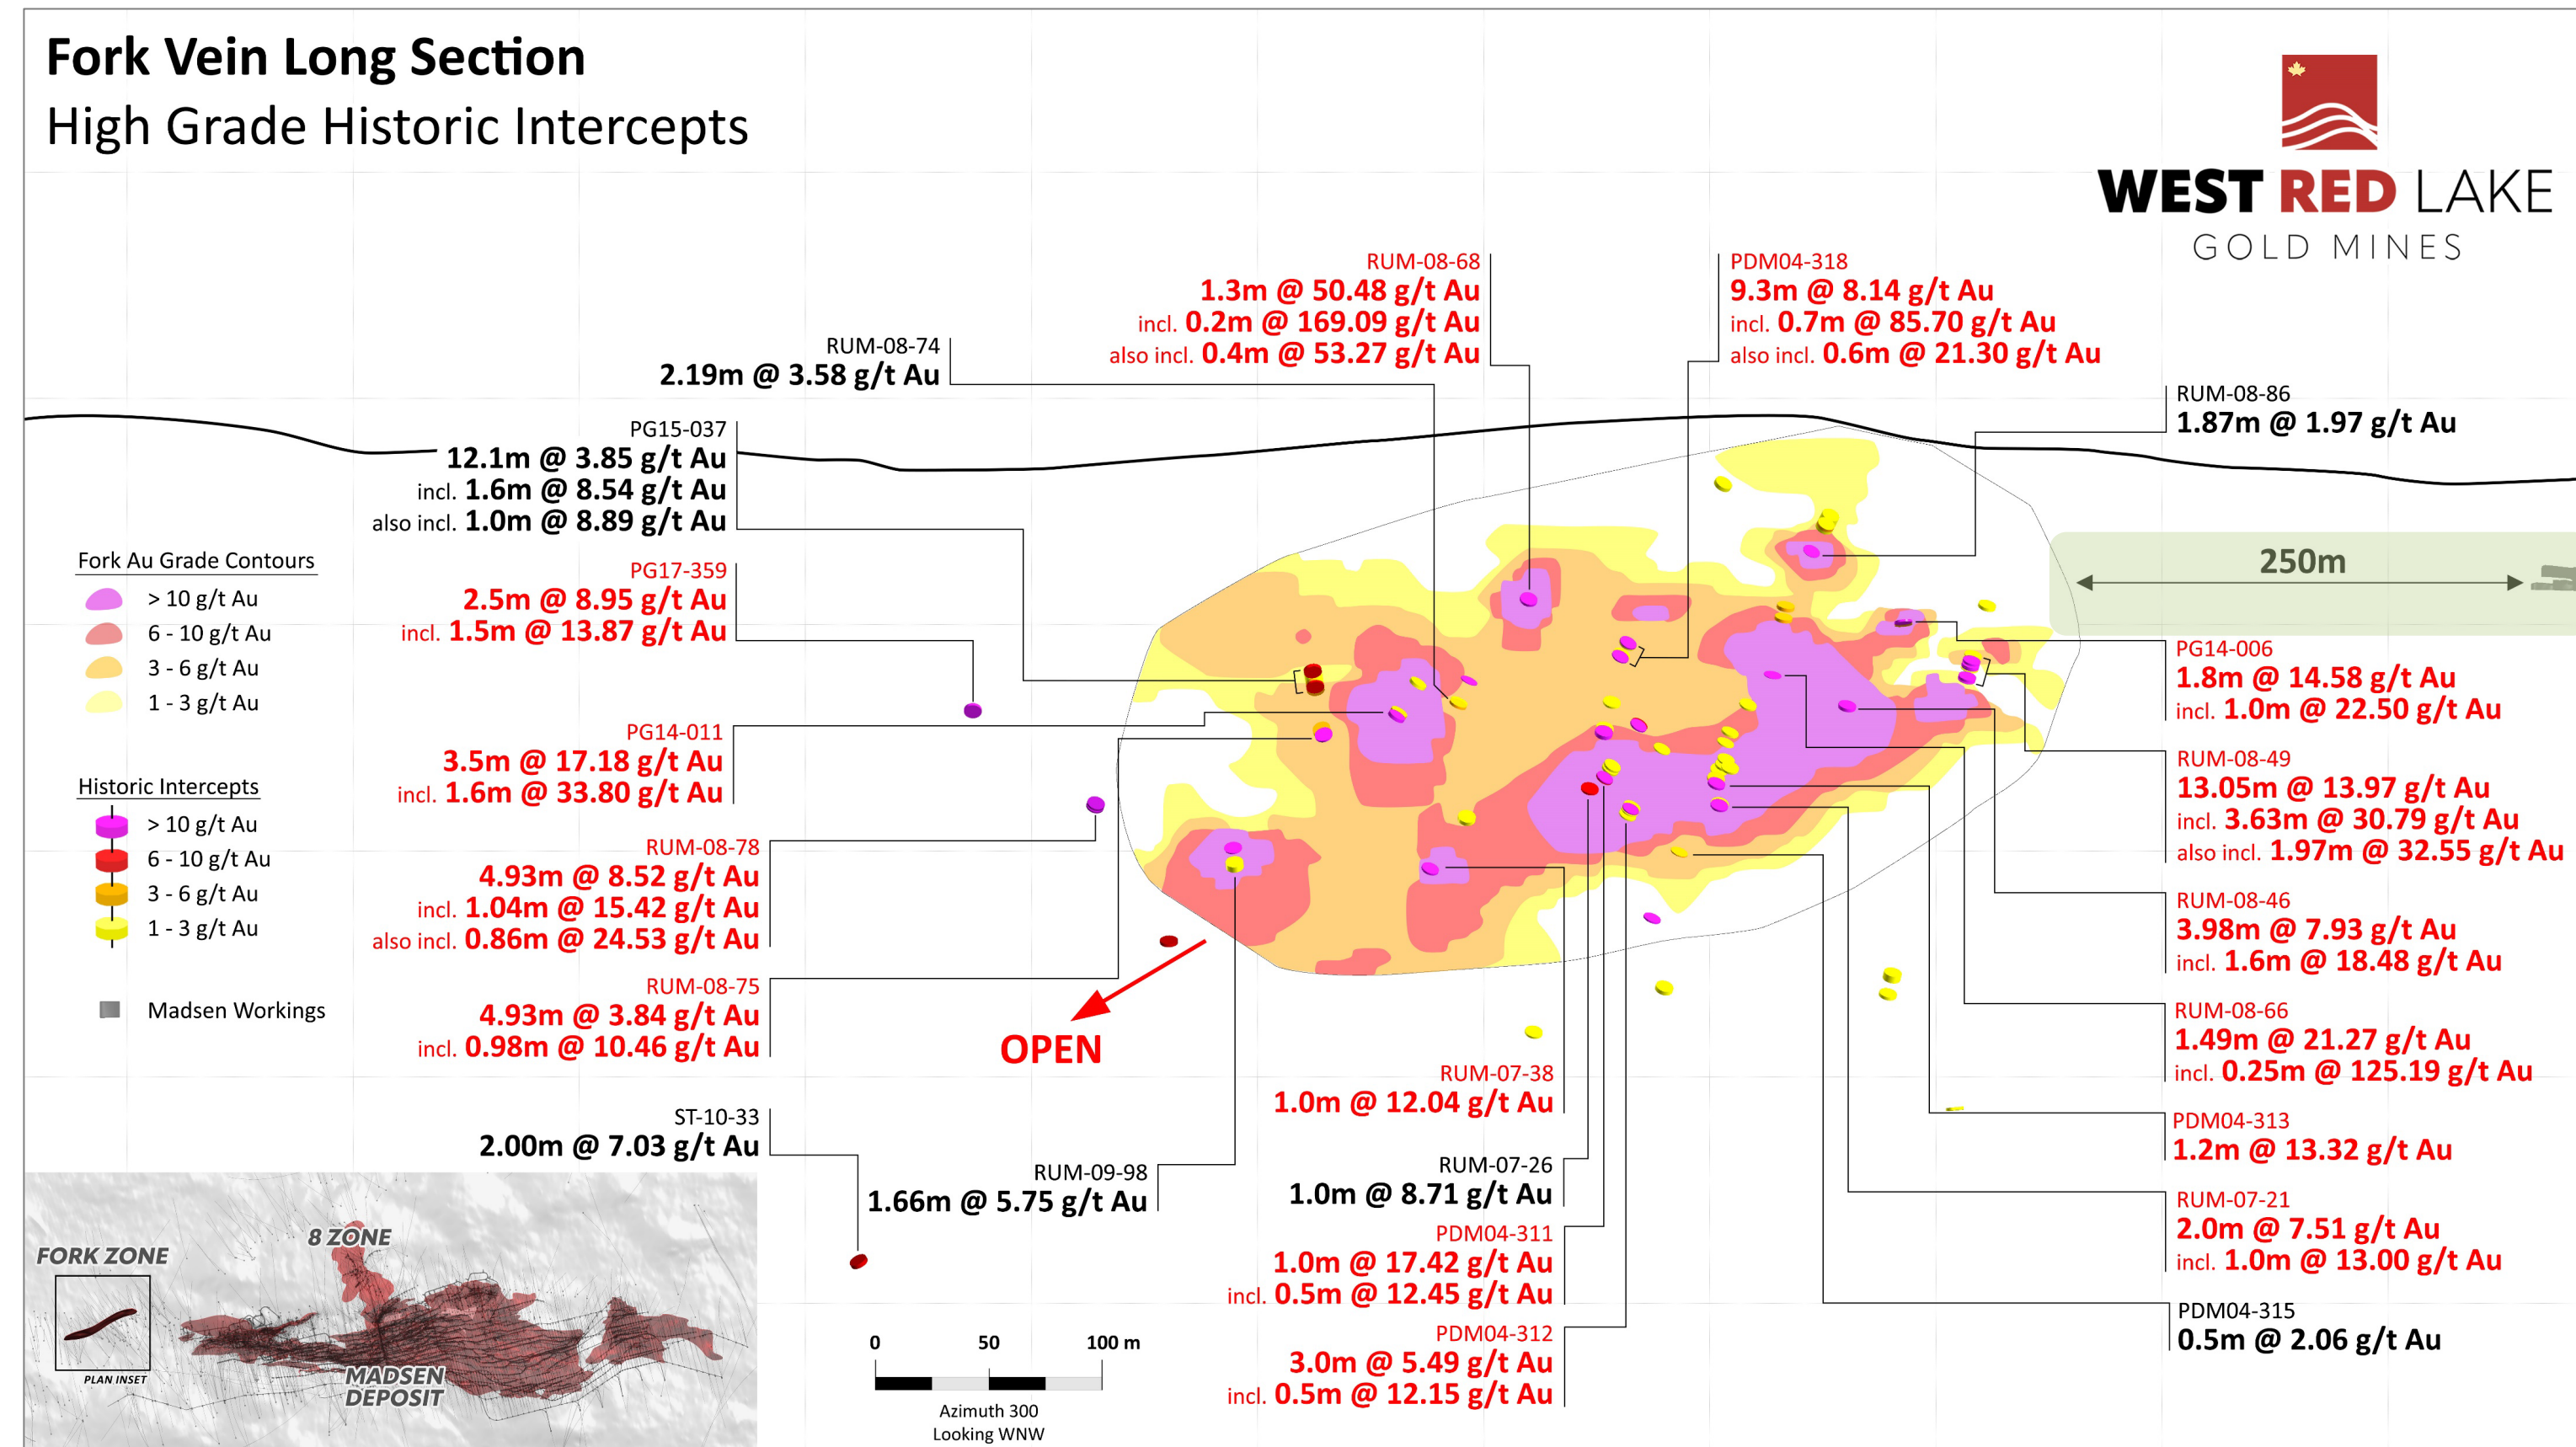 Fork Vein Long Section
High Grade Historic Intercepts
WEST RED LAKE
GOLD MINES
RUM-08-68
1.3m @ 50.48 g/t Au
incl. 0.2m @ 169.09 g/t Au
also incl. 0.4m @ 53.27 g/t Au
PDM04-318
9.3m @ 8.14 g/t Au
incl. 0.7m @ 85.70 g/t Au
also incl. 0.6m @ 21.30 g/t Au
RUM-08-74
2.19m @ 3.58 g/t Au
RUM-08-86
1.87m @ 1.97 g/t Au
PG15-037
12.1m @ 3.85 g/t Au
incl. 1.6m @ 8.54 g/t Au
also incl. 1.0m @ 8.89 g/t Au
PG17-359
2.5m @ 8.95 g/t Au
incl. 1.5m @ 13.87 g/t Au
PG14-011
3.5m @ 17.18 g/t Au
incl. 1.6m @ 33.80 g/t Au
RUM-08-78
4.93m @ 8.52 g/t Au
incl. 1.04m @ 15.42 g/t Au
also incl. 0.86m @ 24.53 g/t Au
RUM-08-75
4.93m @ 3.84 g/t Au
incl. 0.98m @ 10.46 g/t Au
ST-10-33
2.00m @ 7.03 g/t Au
Fork Au Grade Contours
> 10 g/t Au
6 - 10 g/t Au
3 - 6 g/t Au
1 - 3 g/t Au
Historic Intercepts
> 10 g/t Au
6 - 10 g/t Au
3 - 6 g/t Au
1 - 3 g/t Au
Madsen Workings
250m
PG14-006
1.8m @ 14.58 g/t Au
incl. 1.0m @ 22.50 g/t Au
RUM-08-49
13.05m @ 13.97 g/t Au
incl. 3.63m @ 30.79 g/t Au
also incl. 1.97m @ 32.55 g/t Au
RUM-08-46
3.98m @ 7.93 g/t Au
incl. 1.6m @ 18.48 g/t Au
RUM-08-66
1.49m @ 21.27 g/t Au
incl. 0.25m @ 125.19 g/t Au
PDM04-313
1.2m @ 13.32 g/t Au
RUM-07-21
2.0m @ 7.51 g/t Au
incl. 1.0m @ 13.00 g/t Au
PDM04-315
0.5m @ 2.06 g/t Au
OPEN
RUM-09-98
1.66m @ 5.75 g/t Au
RUM-07-38
1.0m @ 12.04 g/t Au
RUM-07-26
1.0m @ 8.71 g/t Au
PDM04-311
1.0m @ 17.42 g/t Au
incl. 0.5m @ 12.45 g/t Au
PDM04-312
3.0m @ 5.49 g/t Au
incl. 0.5m @ 12.15 g/t Au
0 50 100 m
Azimuth 300
Looking WNW
FORK ZONE
8 ZONE
PLAN INSET
MADSEN
DEPOSIT